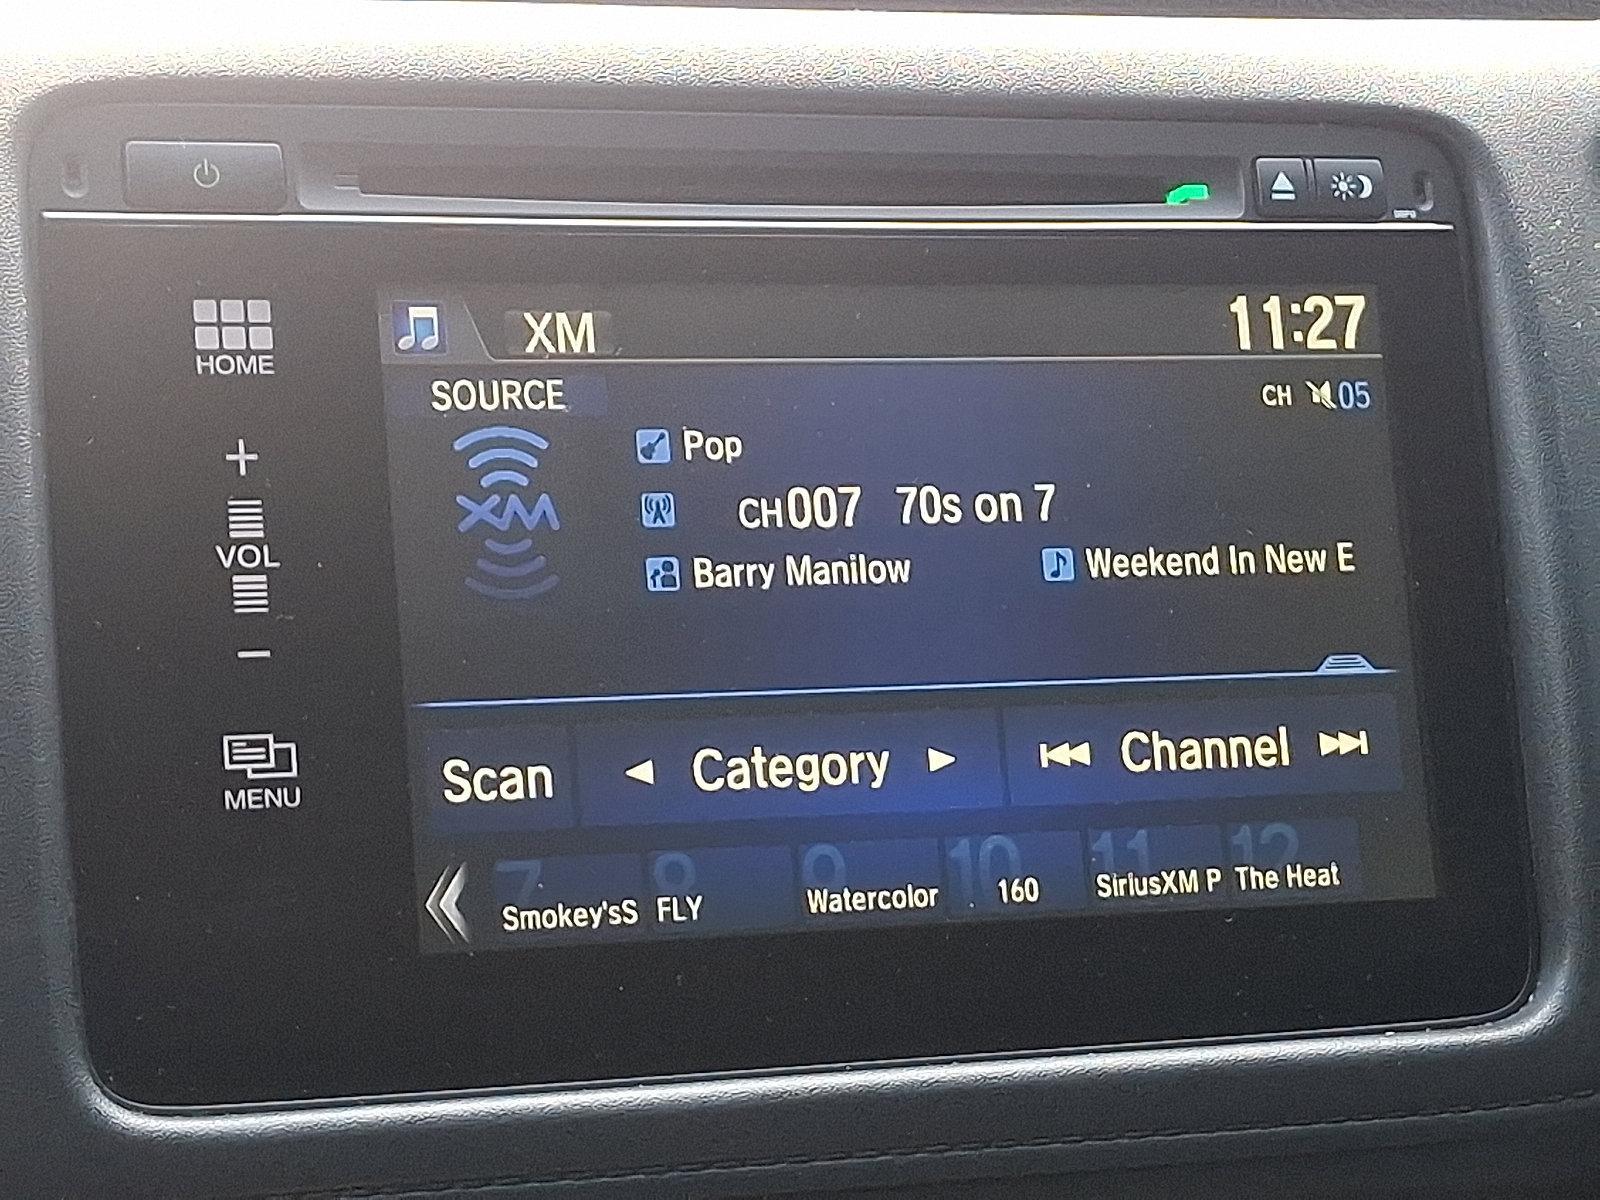 XM
11:27
HOME
SOURCE
CH 05
+
Pop
XM
CH007 70s on 7
VOL
Barry Manilow
Weekend In New E
−
Scan
Category
Channel
MENU
7 8 9 10 11 12
Smokey'sS FLY Watercolor 160 SiriusXM P The Heat